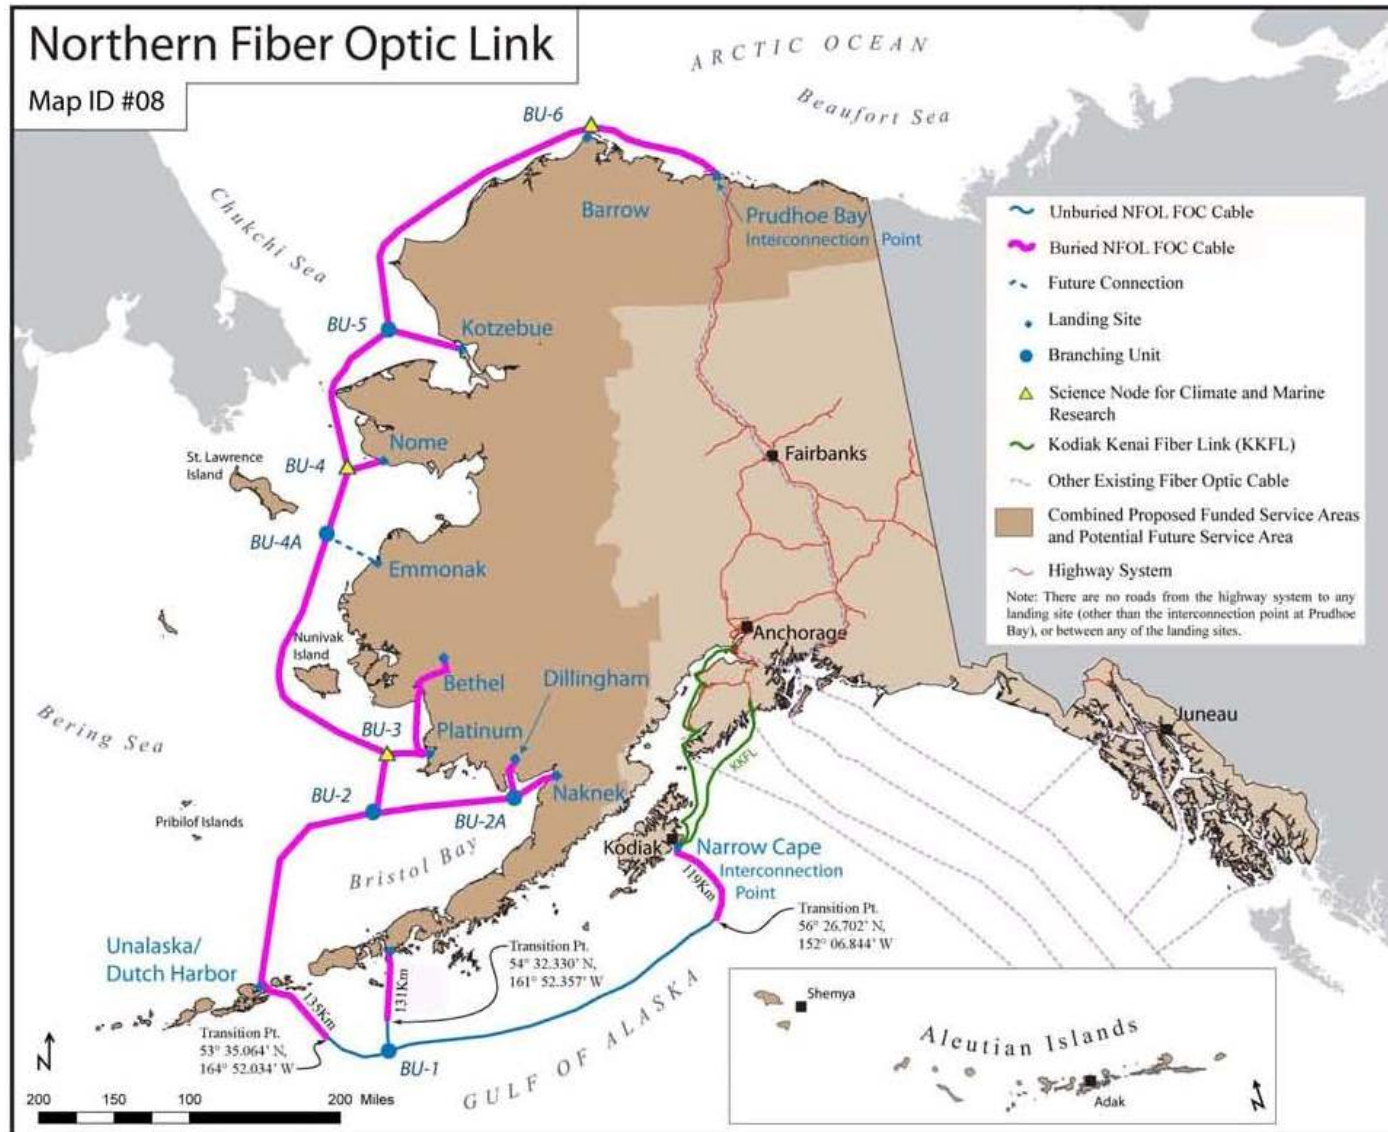 Northern Fiber Optic Link
Map ID #08
ARCTIC OCEAN
Beaufort Sea
BU-6
Barrow
Prudhoe Bay
Interconnection Point
Chukchi Sea
BU-5
Kotzebue
Unburied NFOL FOC Cable
Buried NFOL FOC Cable
Future Connection
Landing Site
Branching Unit
Science Node for Climate and Marine
Research
Kodiak Kenai Fiber Link (KKFL)
Other Existing Fiber Optic Cable
Combined Proposed Funded Service Areas
and Potential Future Service Area
Highway System
Note: There are no roads from the highway system to any
landing site (other than the interconnection point at Prudhoe
Bay), or between any of the landing sites.
Nome
Fairbanks
St. Lawrence
Island
BU-4
BU-4A
Emmonak
Anchorage
Nunivak
Island
Bethel
Dillingham
Bering Sea
BU-3
Platinum
Juneau
KKFL
BU-2
Naknek
Pribilof Islands
BU-2A
Bristol Bay
Kodiak
Narrow Cape
Interconnection
Point
119Km
Transition Pt.
56° 26.702' N,
152° 06.844' W
Unalaska/
Dutch Harbor
Transition Pt.
54° 32.330' N,
161° 52.357' W
131Km
135Km
Transition Pt.
53° 35.064' N,
164° 52.034' W
BU-1
GULF OF ALASKA
Shemya
Aleutian Islands
Adak
N
N
200 150 100 200 Miles